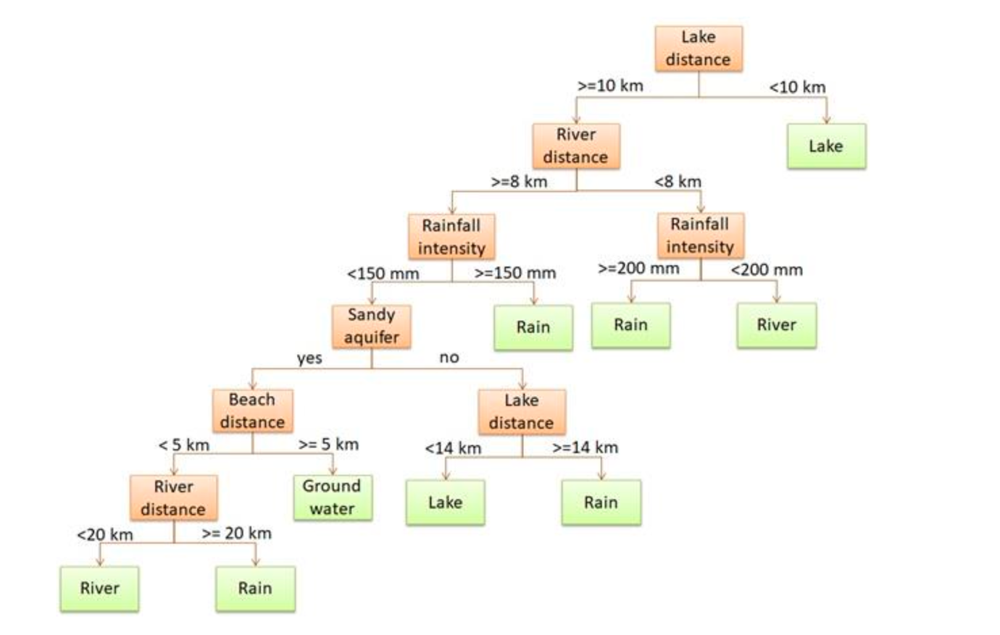 Lake
distance
>=10 km
<10 km
River
distance
Lake
>=8 km
<8 km
Rainfall
intensity
Rainfall
intensity
<150 mm
>=150 mm
>=200 mm
<200 mm
Sandy
aquifer
Rain
Rain
River
yes
no
Beach
distance
Lake
distance
< 5 km
>= 5 km
<14 km
>=14 km
River
distance
Ground
water
Lake
Rain
<20 km
>= 20 km
River
Rain